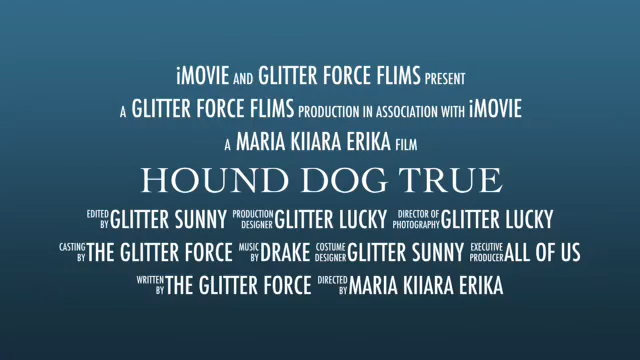 iMOVIE AND GLITTER FORCE FLIMS PRESENT
A GLITTER FORCE FLIMS PRODUCTION IN ASSOCIATION WITH iMOVIE
A MARIA KIIARA ERIKA FILM
HOUND DOG TRUE
EDITED BY GLITTER SUNNY PRODUCTION DESIGNER GLITTER LUCKY DIRECTOR OF PHOTOGRAPHY GLITTER LUCKY
CASTING BY THE GLITTER FORCE MUSIC BY DRAKE COSTUME DESIGNER GLITTER SUNNY EXECUTIVE PRODUCER ALL OF US
WRITTEN BY THE GLITTER FORCE DIRECTED BY MARIA KIIARA ERIKA